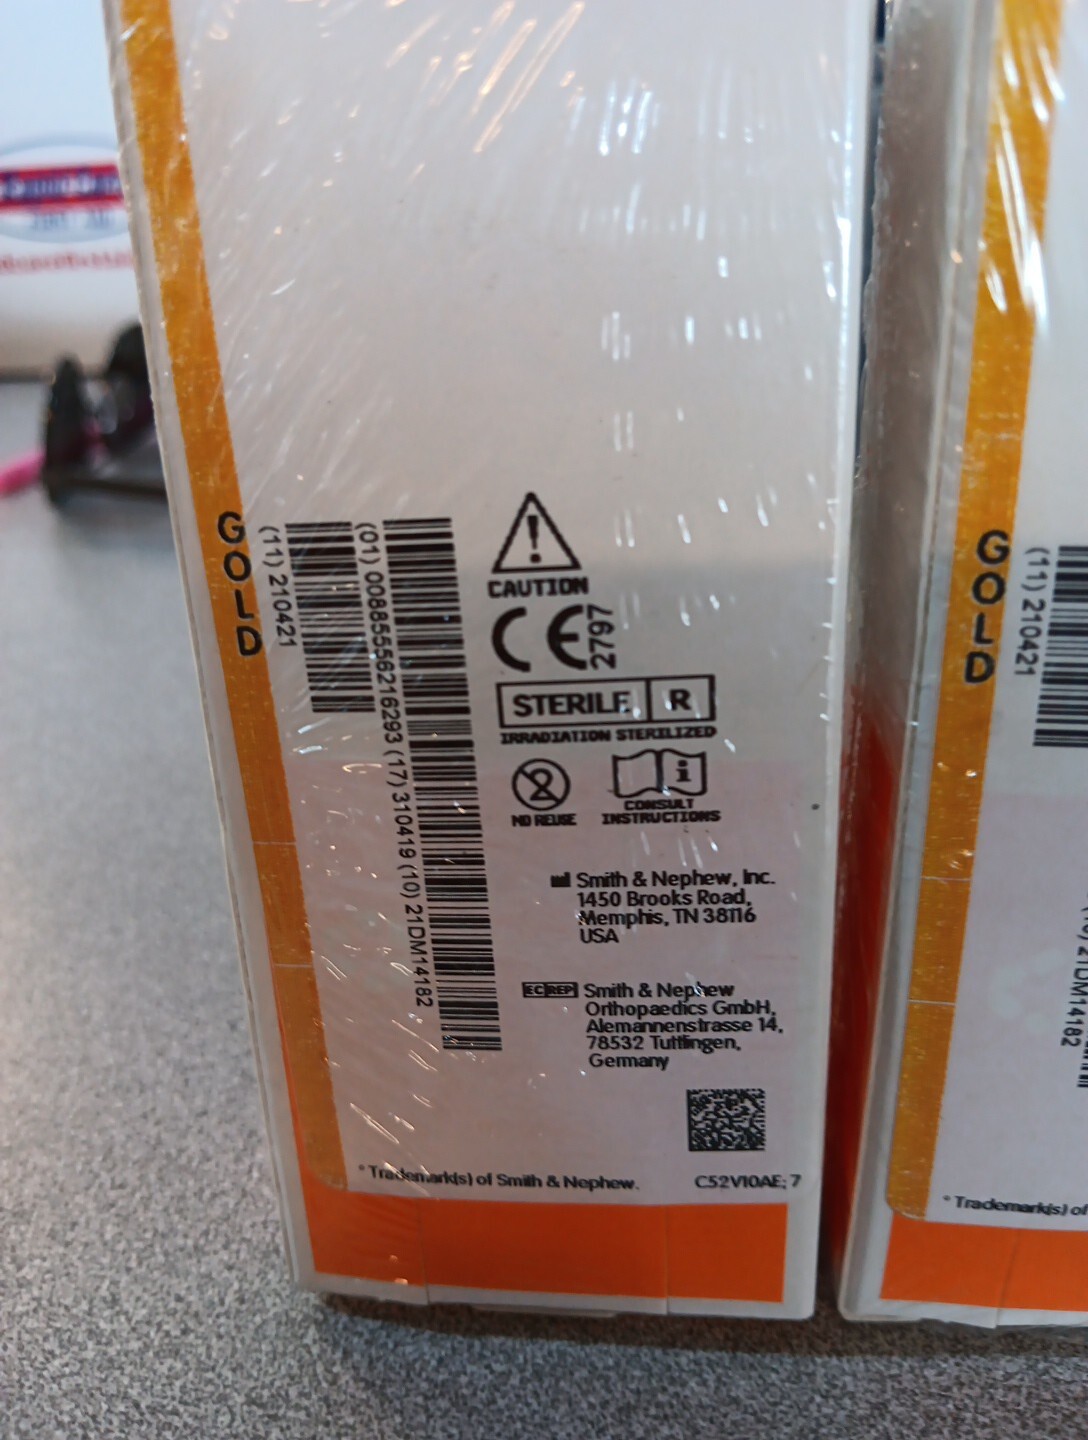 GOLD
(11) 210421
(01) 00885556216293 (17) 310419 (10) 21DM14182
CAUTION
CE 2797
STERILE R
IRRADIATION STERILIZED
NO REUSE
CONSULT
INSTRUCTIONS
Smith & Nephew, Inc.
1450 Brooks Road,
Memphis, TN 38116
USA
EC REP Smith & Nephew
Orthopaedics GmbH,
Alemannenstrasse 14,
78532 Tuttlingen,
Germany
*Trademark(s) of Smith & Nephew.
C52V10AE; 7
GOLD
(11) 210421
21DM14182
*Trademark(s) of